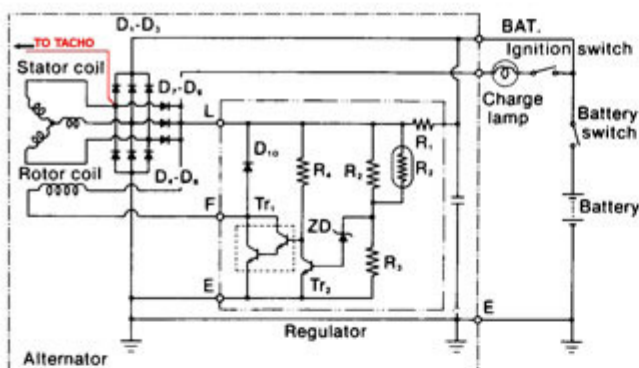 D₁-D₃
BAT.
TO TACHO
Ignition switch
Stator coil
D₇-D₉
Charge lamp
L
Battery switch
R₁
D₁₀
R₄
R₂
Rotor coil
D₄-D₆
F
Tr₁
ZD
Battery
R₃
E
Tr₂
E
Regulator
Alternator